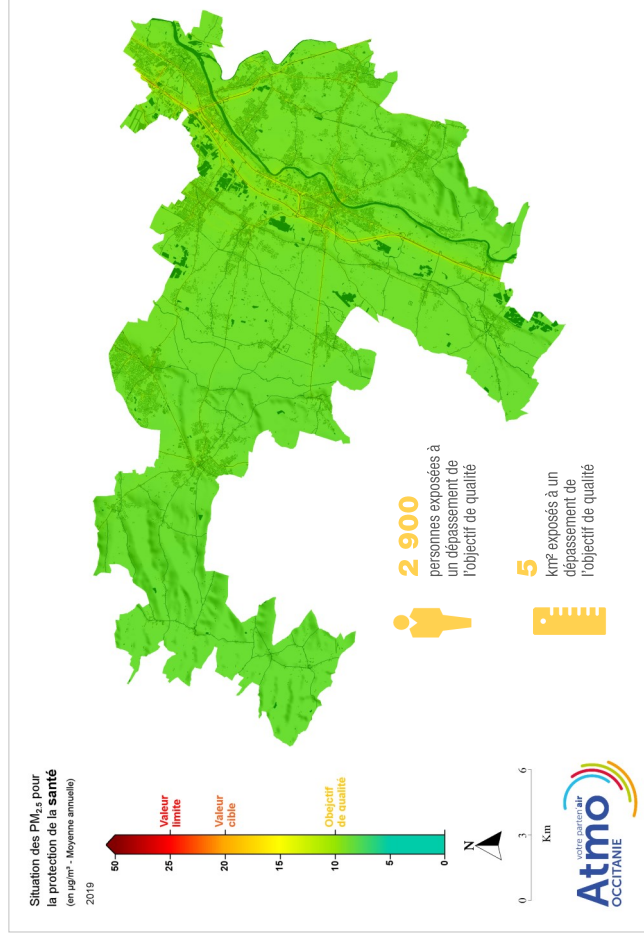 Situation des PM2.5 pour
la protection de la santé
(en µg/m³ - Moyenne annuelle)
2019
50
25
20
15
10
5
0
Valeur
limite
Valeur
cible
Obejctif
de qualité
N
0 3 6
Km
votre parten'air
Atmo
OCCITANIE
2 900
personnes exposées à
un dépassement de
l'objectif de qualité
5
km² exposés à un
dépassement de
l'objectif de qualité